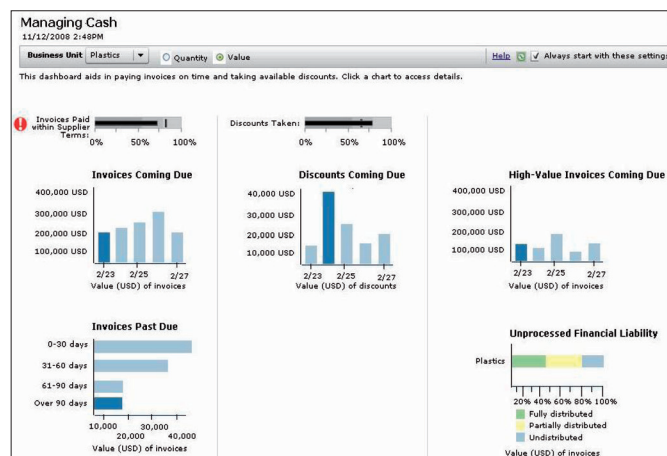 Managing Cash
11/12/2008 2:48PM
Business Unit Plastics Quantity Value Help Always start with these settings
This dashboard aids in paying invoices on time and taking available discounts. Click a chart to access details.
Invoices Paid
within Supplier
Terms:
0% 50% 100%
Discounts Taken:
0% 50% 100%
Invoices Coming Due
400,000 USD
300,000 USD
200,000 USD
100,000 USD
2/23 2/25 2/27
Value (USD) of invoices
Discounts Coming Due
40,000 USD
30,000 USD
20,000 USD
10,000 USD
2/23 2/25 2/27
Value (USD) of discounts
High-Value Invoices Coming Due
400,000 USD
300,000 USD
200,000 USD
100,000 USD
2/23 2/25 2/27
Value (USD) of invoices
Invoices Past Due
0-30 days
31-60 days
61-90 days
Over 90 days
10,000 30,000
20,000 40,000
Value (USD) of invoices
Unprocessed Financial Liability
Plastics
20% 40% 60% 80% 100%
Fully distributed
Partially distributed
Undistributed
Value (USD) of invoices